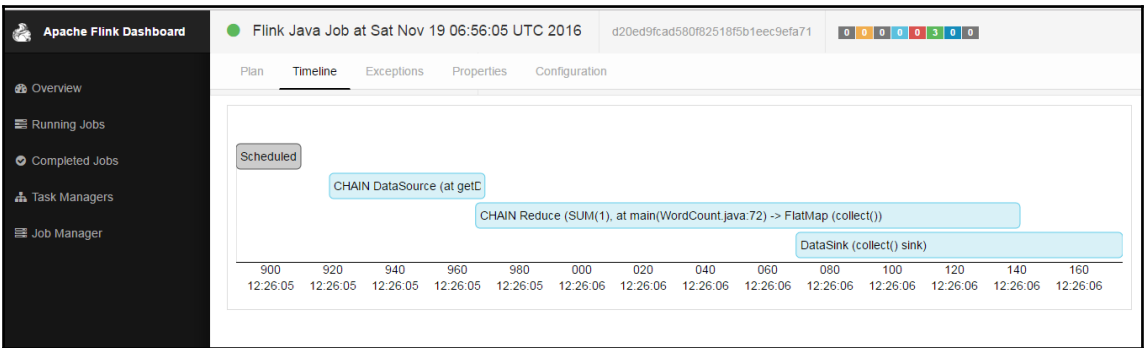 Apache Flink Dashboard
Flink Java Job at Sat Nov 19 06:56:05 UTC 2016 d20ed9fcad580f82518f5b1eec9efa71 0 0 0 0 0 3 0 0
Plan Timeline Exceptions Properties Configuration
Overview
Running Jobs
Completed Jobs
Task Managers
Job Manager
Scheduled
CHAIN DataSource (at getD
CHAIN Reduce (SUM(1), at main(WordCount.java:72) -> FlatMap (collect())
DataSink (collect() sink)
900 920 940 960 980 000 020 040 060 080 100 120 140 160
12:26:05 12:26:05 12:26:05 12:26:05 12:26:05 12:26:06 12:26:06 12:26:06 12:26:06 12:26:06 12:26:06 12:26:06 12:26:06 12:26:06